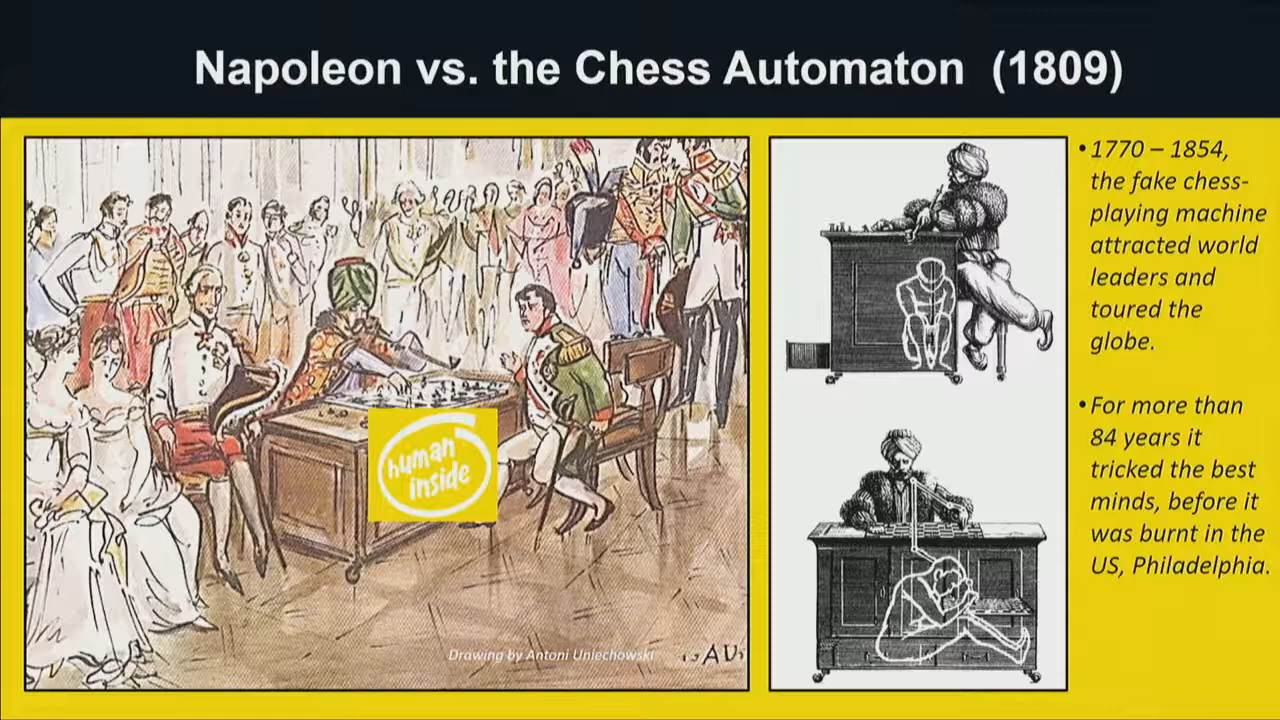 Napoleon vs. the Chess Automaton (1809)
human
inside
Drawing by Antoni Uniechowski
• 1770 – 1854,
the fake chess-
playing machine
attracted world
leaders and
toured the
globe.
• For more than
84 years it
tricked the best
minds, before it
was burnt in the
US, Philadelphia.